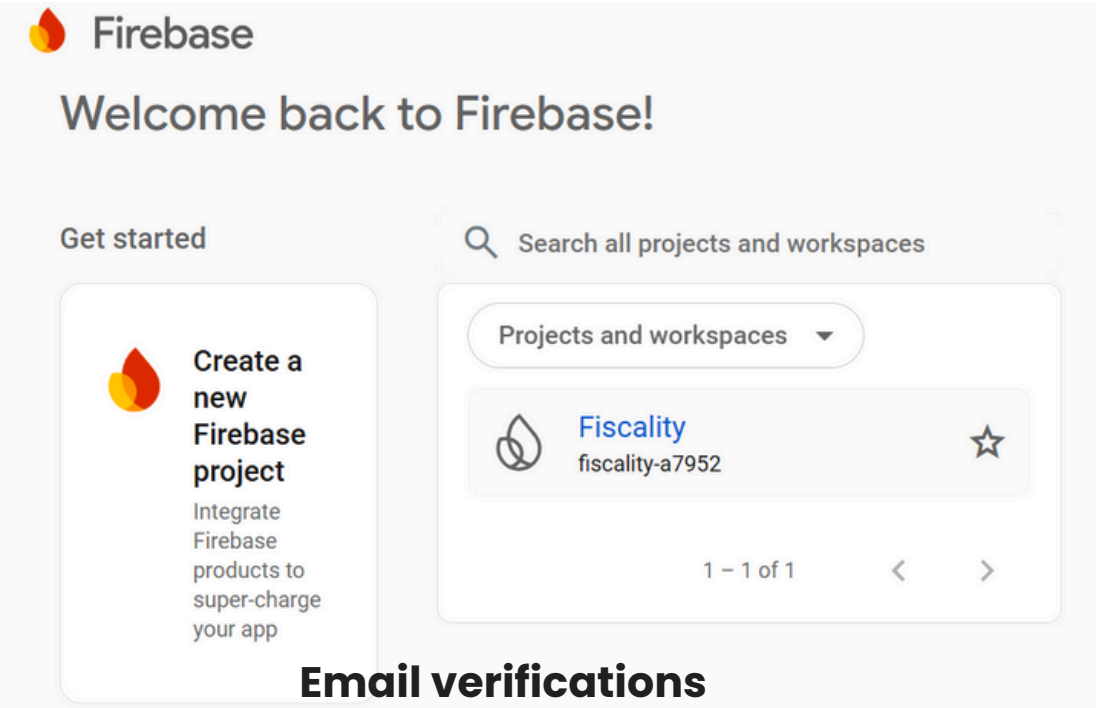 Firebase
Welcome back to Firebase!
Get started
Create a
new
Firebase
project
Integrate
Firebase
products to
super-charge
your app
Search all projects and workspaces
Projects and workspaces
Fiscality
fiscality-a7952
1 – 1 of 1
Email verifications